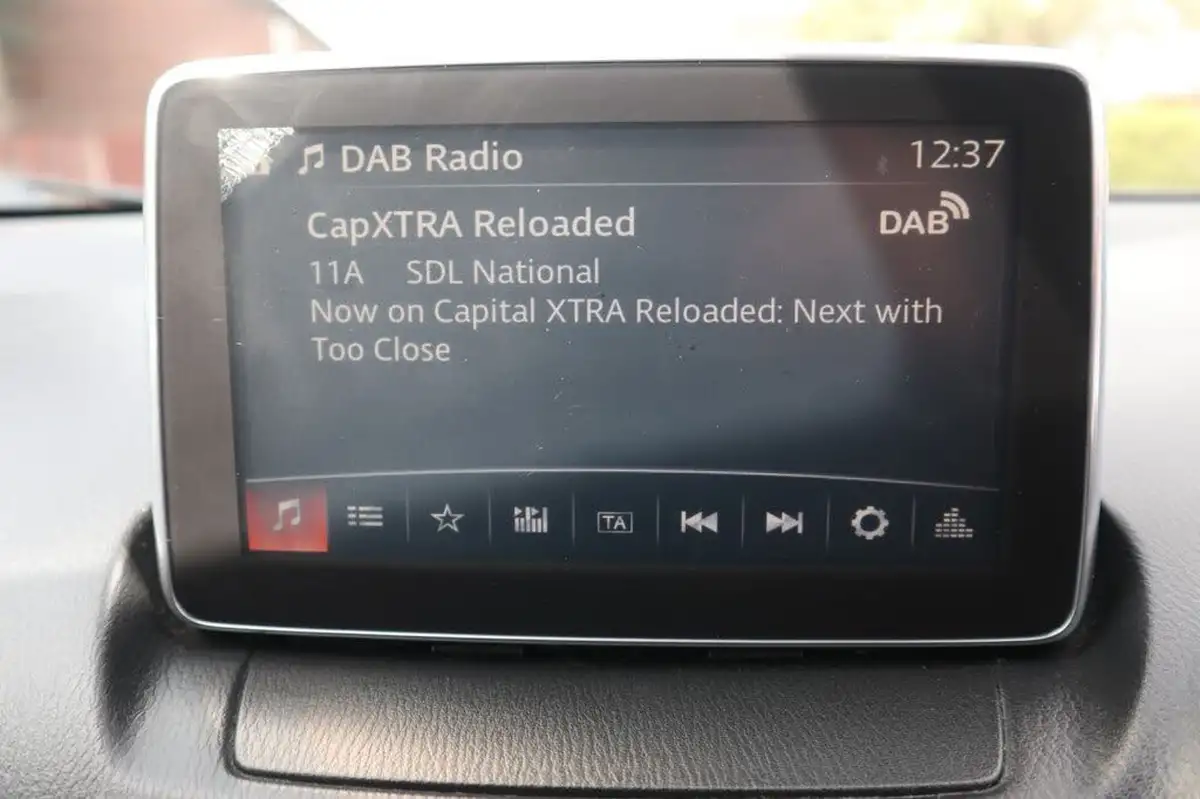 DAB Radio 12:37
CapXTRA Reloaded DAB
11A SDL National
Now on Capital XTRA Reloaded: Next with
Too Close
TA